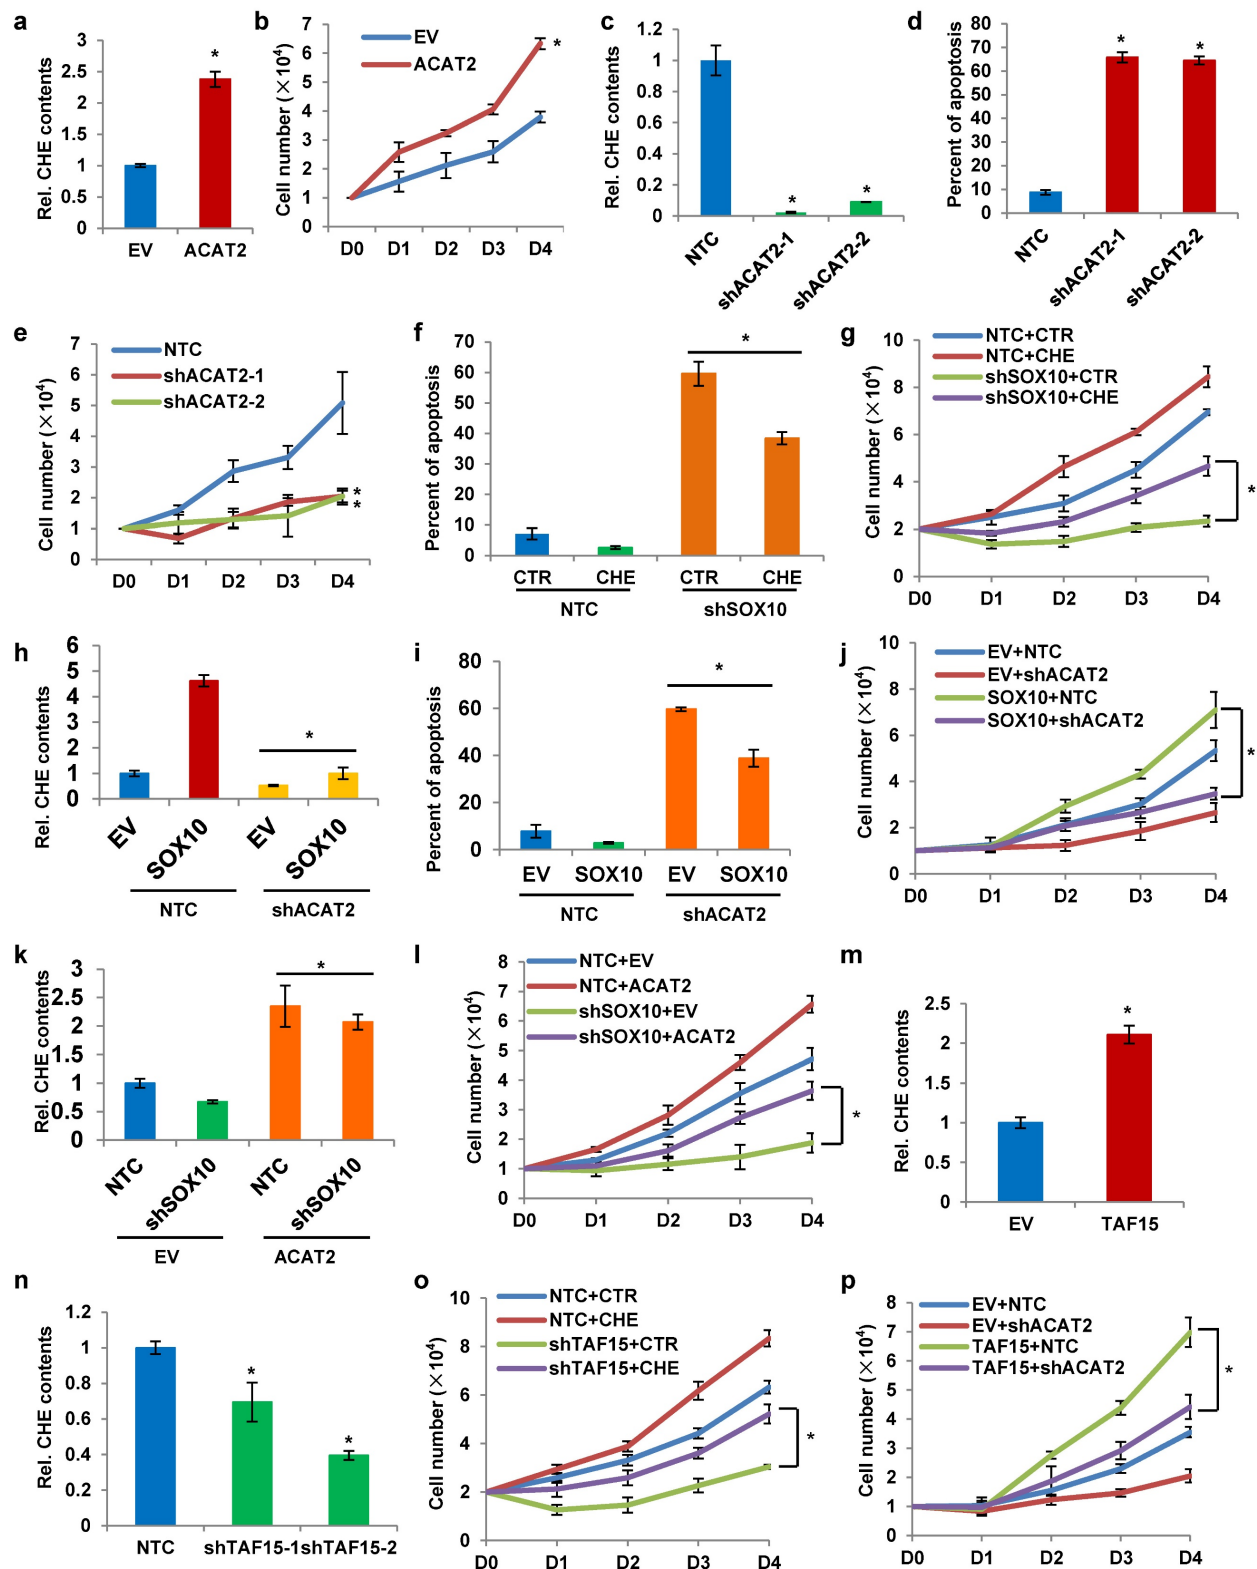 a
3
2.5
2
1.5
1
0.5
0
Rel. CHE contents
*
EV ACAT2
b
7
6
5
4
3
2
1
0
Cell number (×10⁴)
EV
ACAT2
*
D0 D1 D2 D3 D4
c
1.2
1
0.8
0.6
0.4
0.2
0
Rel. CHE contents
* *
NTC shACAT2-1 shACAT2-2
d
80
70
60
50
40
30
20
10
0
Percent of apoptosis
* *
NTC shACAT2-1 shACAT2-2
e
7
6
5
4
3
2
1
0
Cell number (×10⁴)
NTC
shACAT2-1
shACAT2-2
*
*
D0 D1 D2 D3 D4
f
70
60
50
40
30
20
10
0
Percent of apoptosis
*
CTR CHE CTR CHE
NTC shSOX10
g
10
8
6
4
2
0
Cell number (×10⁴)
NTC+CTR
NTC+CHE
shSOX10+CTR
shSOX10+CHE
*
D0 D1 D2 D3 D4
h
6
5
4
3
2
1
0
Rel. CHE contents
*
EV SOX10 EV SOX10
NTC shACAT2
i
80
60
40
20
0
Percent of apoptosis
*
EV SOX10 EV SOX10
NTC shACAT2
j
10
8
6
4
2
0
Cell number (×10⁴)
EV+NTC
EV+shACAT2
SOX10+NTC
SOX10+shACAT2
*
D0 D1 D2 D3 D4
k
3
2.5
2
1.5
1
0.5
0
Rel. CHE contents
*
NTC shSOX10 NTC shSOX10
EV ACAT2
l
8
7
6
5
4
3
2
1
0
Cell number (×10⁴)
NTC+EV
NTC+ACAT2
shSOX10+EV
shSOX10+ACAT2
*
D0 D1 D2 D3 D4
m
2.5
2
1.5
1
0.5
0
Rel. CHE contents
*
EV TAF15
n
1.2
1
0.8
0.6
0.4
0.2
0
Rel. CHE contents
* *
NTC shTAF15-1 shTAF15-2
o
10
8
6
4
2
0
Cell number (×10⁴)
NTC+CTR
NTC+CHE
shTAF15+CTR
shTAF15+CHE
*
D0 D1 D2 D3 D4
p
8
7
6
5
4
3
2
1
0
Cell number (×10⁴)
EV+NTC
EV+shACAT2
TAF15+NTC
TAF15+shACAT2
*
D0 D1 D2 D3 D4